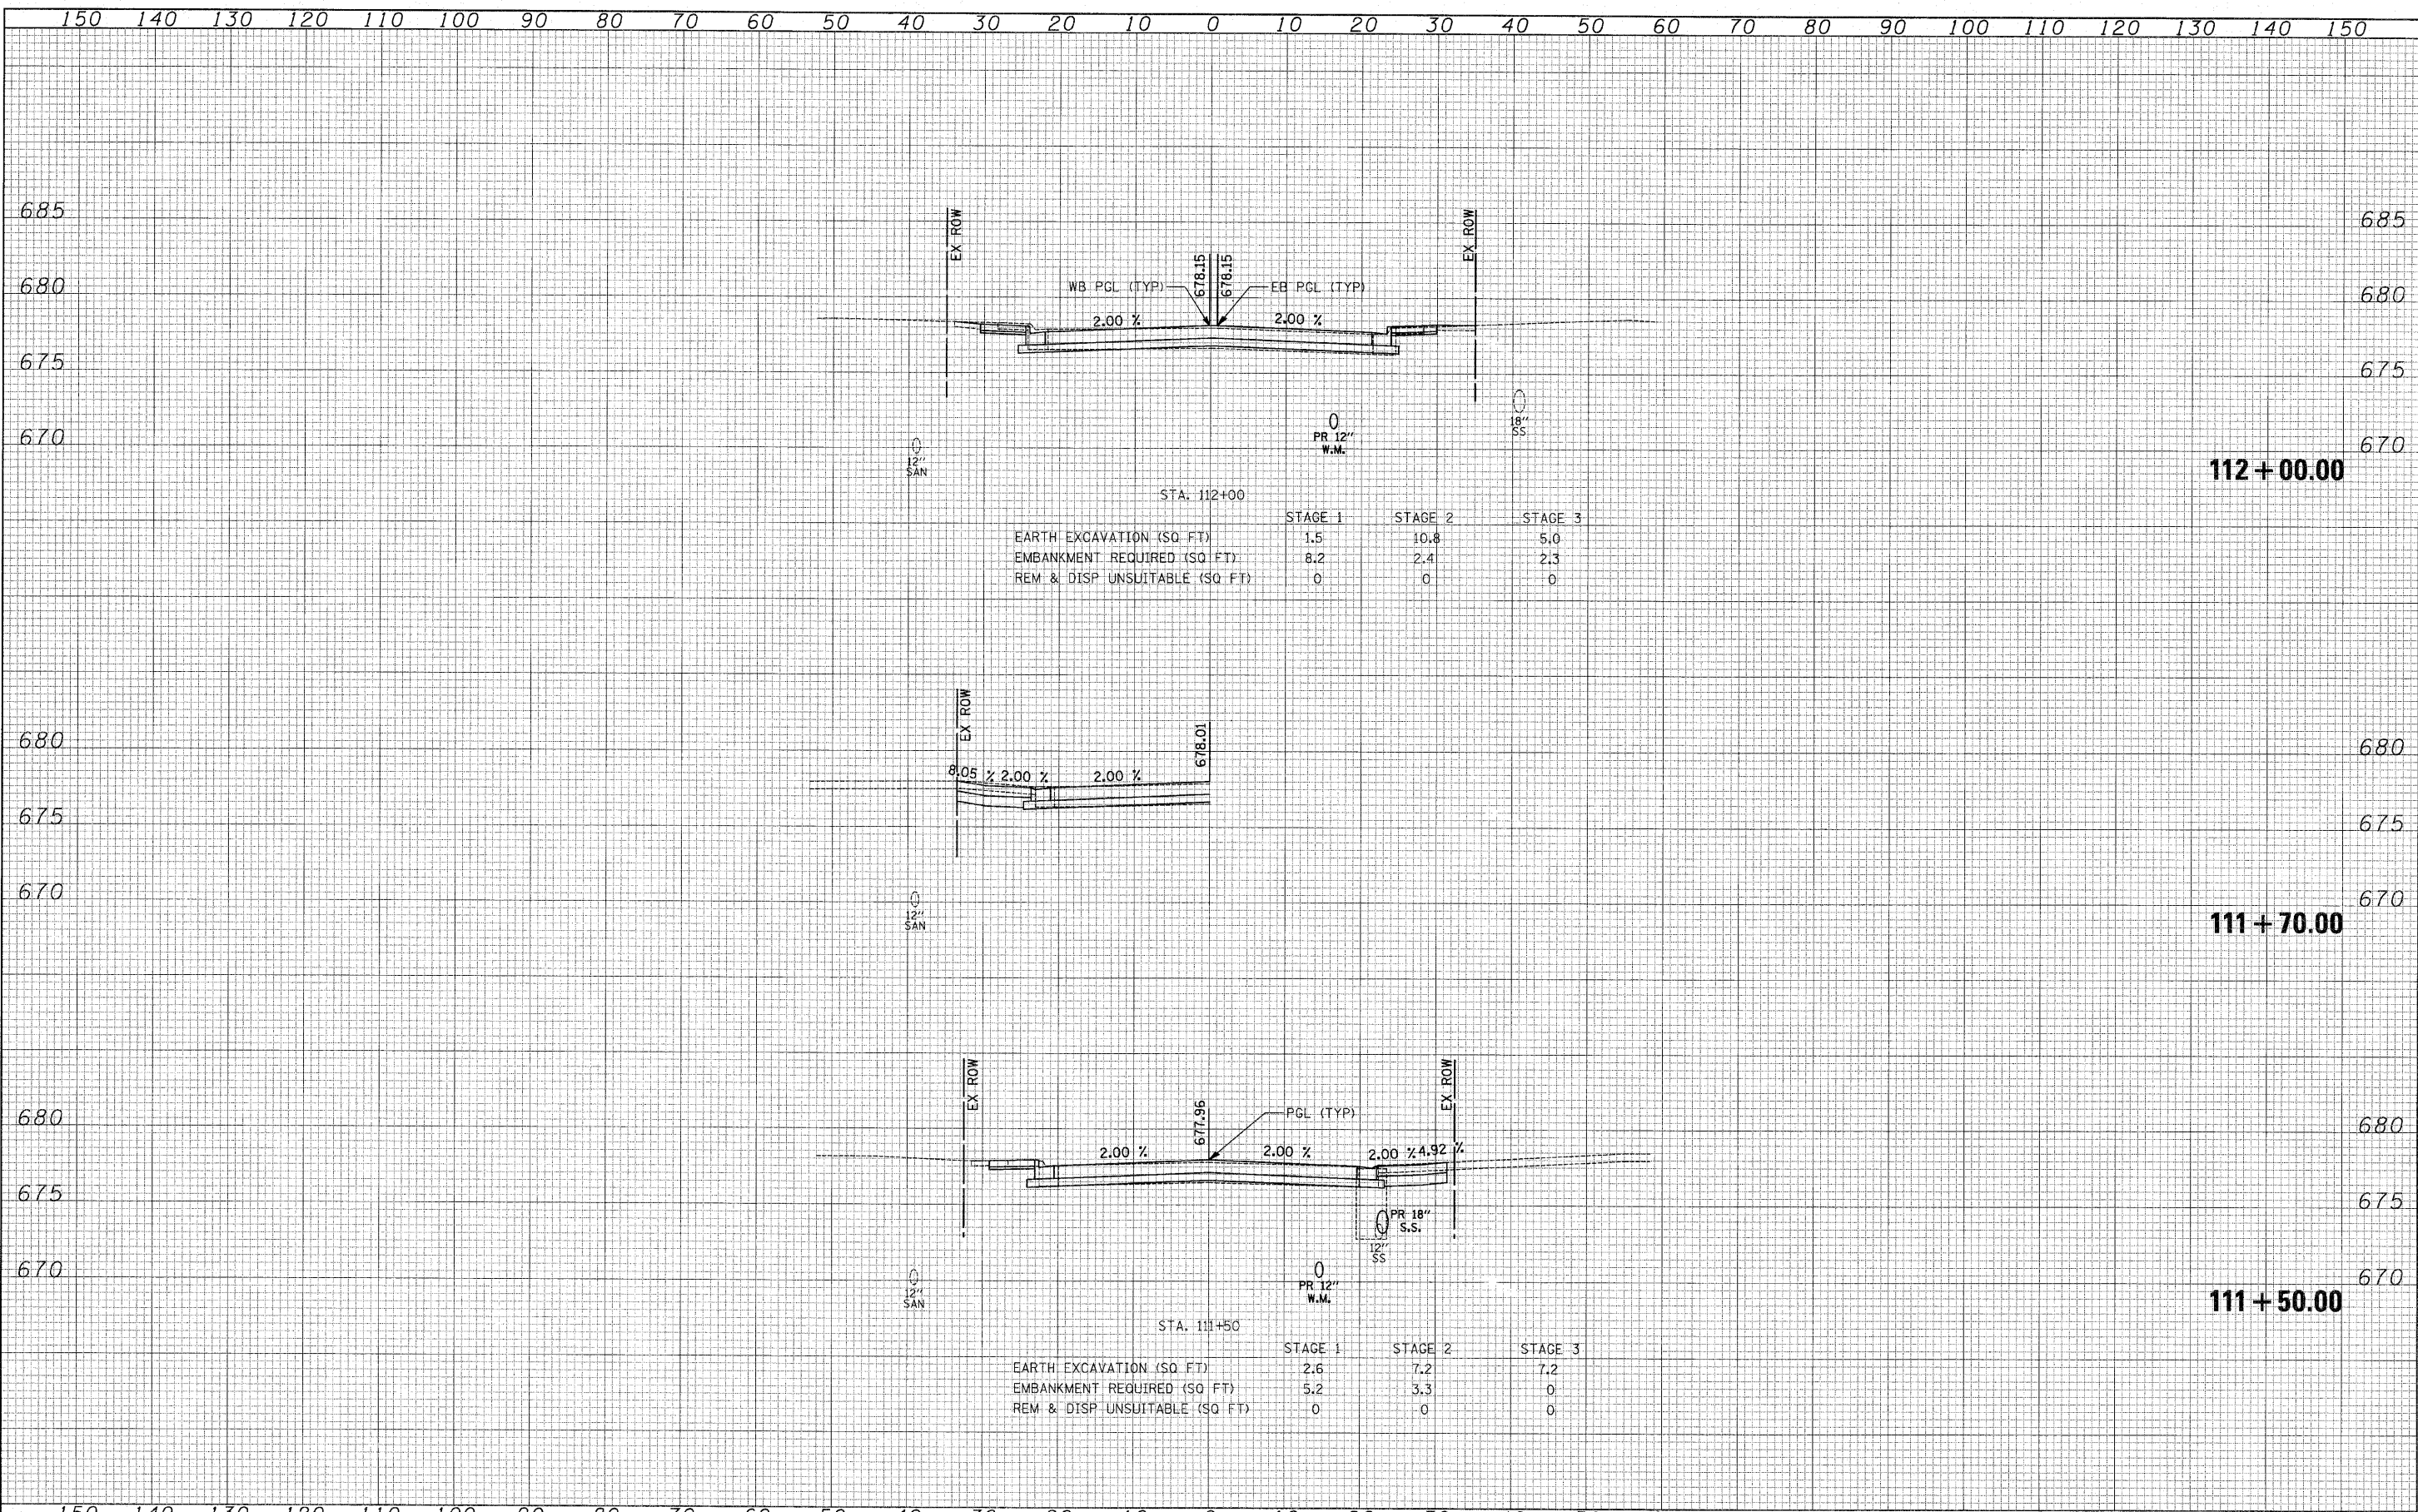 150 140 130 120 110 100 90 80 70 60 50 40 30 20 10 0 10 20 30 40 50 60 70 80 90 100 110 120 130 140 150
685 685
EX ROW EX ROW
678.15 678.15
WB PGL (TYP) EB PGL (TYP)
680 680
2.00 % 2.00 %
675 675
18" SS
PR 12" W.M.
670 670
12" SAN
112+00.00
STA. 112+00
STAGE 1 STAGE 2 STAGE 3
EARTH EXCAVATION (SQ FT) 1.5 10.8 5.0
EMBANKMENT REQUIRED (SQ FT) 8.2 2.4 2.3
REM & DISP UNSUITABLE (SQ FT) 0 0 0
EX ROW
678.01
680 680
8.05 % 2.00 % 2.00 %
675 675
670 670
12" SAN
111+70.00
EX ROW EX ROW
677.96
PGL (TYP)
680 680
2.00 % 2.00 % 2.00 % 4.92 %
675 675
PR 18" S.S.
12" SS
670 670
12" SAN
PR 12" W.M.
111+50.00
STA. 111+50
STAGE 1 STAGE 2 STAGE 3
EARTH EXCAVATION (SQ FT) 2.6 7.2 7.2
EMBANKMENT REQUIRED (SQ FT) 5.2 3.3 0
REM & DISP UNSUITABLE (SQ FT) 0 0 0